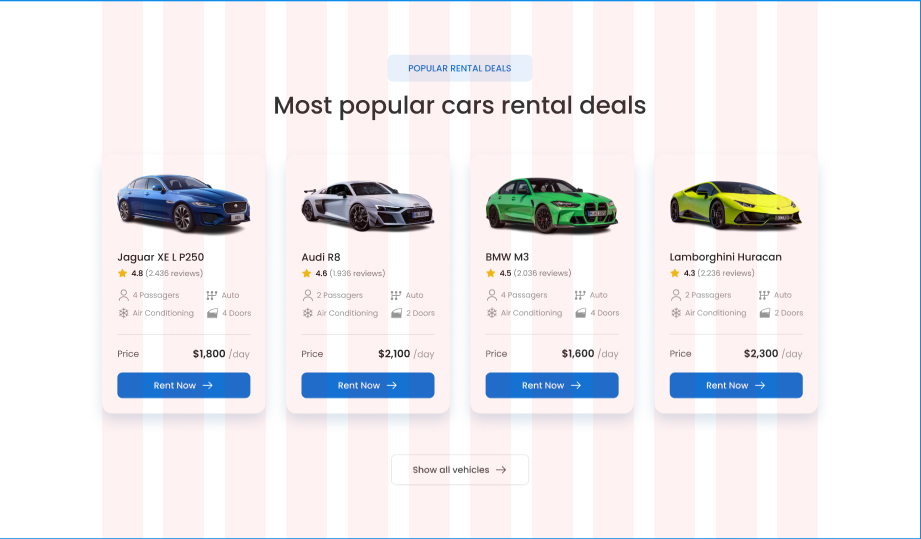 POPULAR RENTAL DEALS
Most popular cars rental deals
Jaguar XE L P250
4.8 (2.436 reviews)
4 Passagers
Auto
Air Conditioning
4 Doors
Price
$1,800 /day
Rent Now
Audi R8
4.6 (1.936 reviews)
2 Passagers
Auto
Air Conditioning
2 Doors
Price
$2,100 /day
Rent Now
BMW M3
4.5 (2.036 reviews)
4 Passagers
Auto
Air Conditioning
4 Doors
Price
$1,600 /day
Rent Now
Lamborghini Huracan
4.3 (2.236 reviews)
2 Passagers
Auto
Air Conditioning
2 Doors
Price
$2,300 /day
Rent Now
Show all vehicles